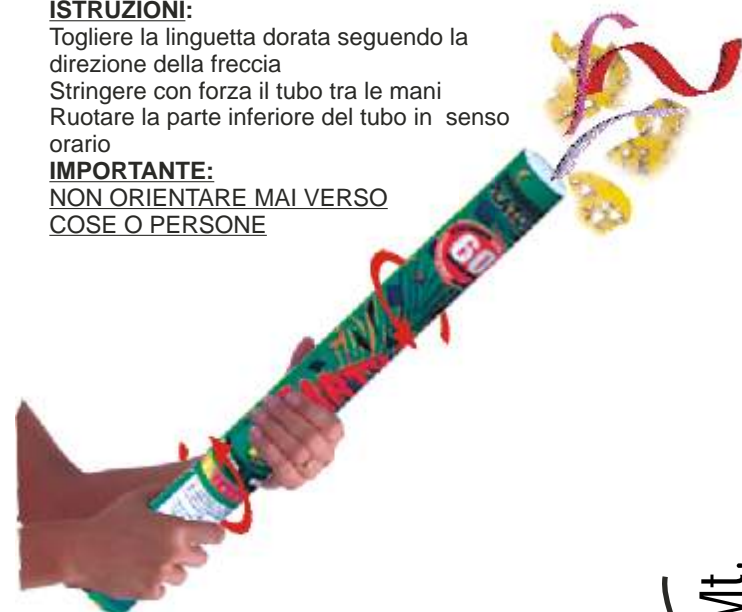 ISTRUZIONI:
Togliere la linguetta dorata seguendo la
direzione della freccia
Stringere con forza il tubo tra le mani
Ruotare la parte inferiore del tubo in senso
orario
IMPORTANTE:
NON ORIENTARE MAI VERSO
COSE O PERSONE
60
Mt.